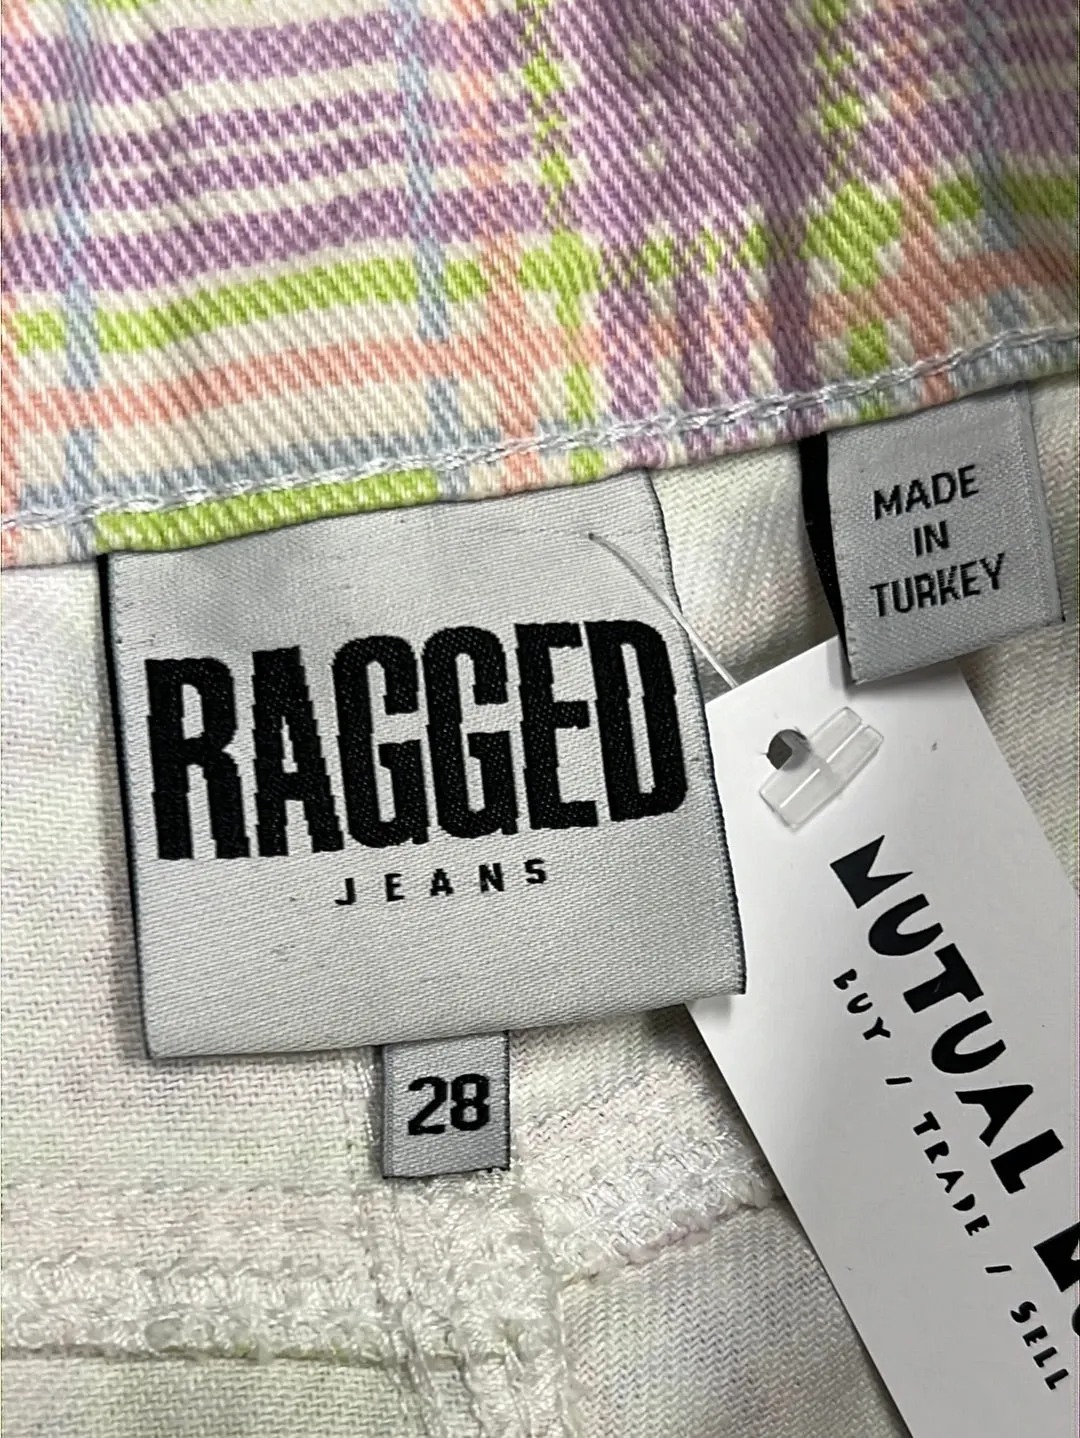 MADE
IN
TURKEY
RAGGED
JEANS
28
MUTUAL
BUY / TRADE / SELL